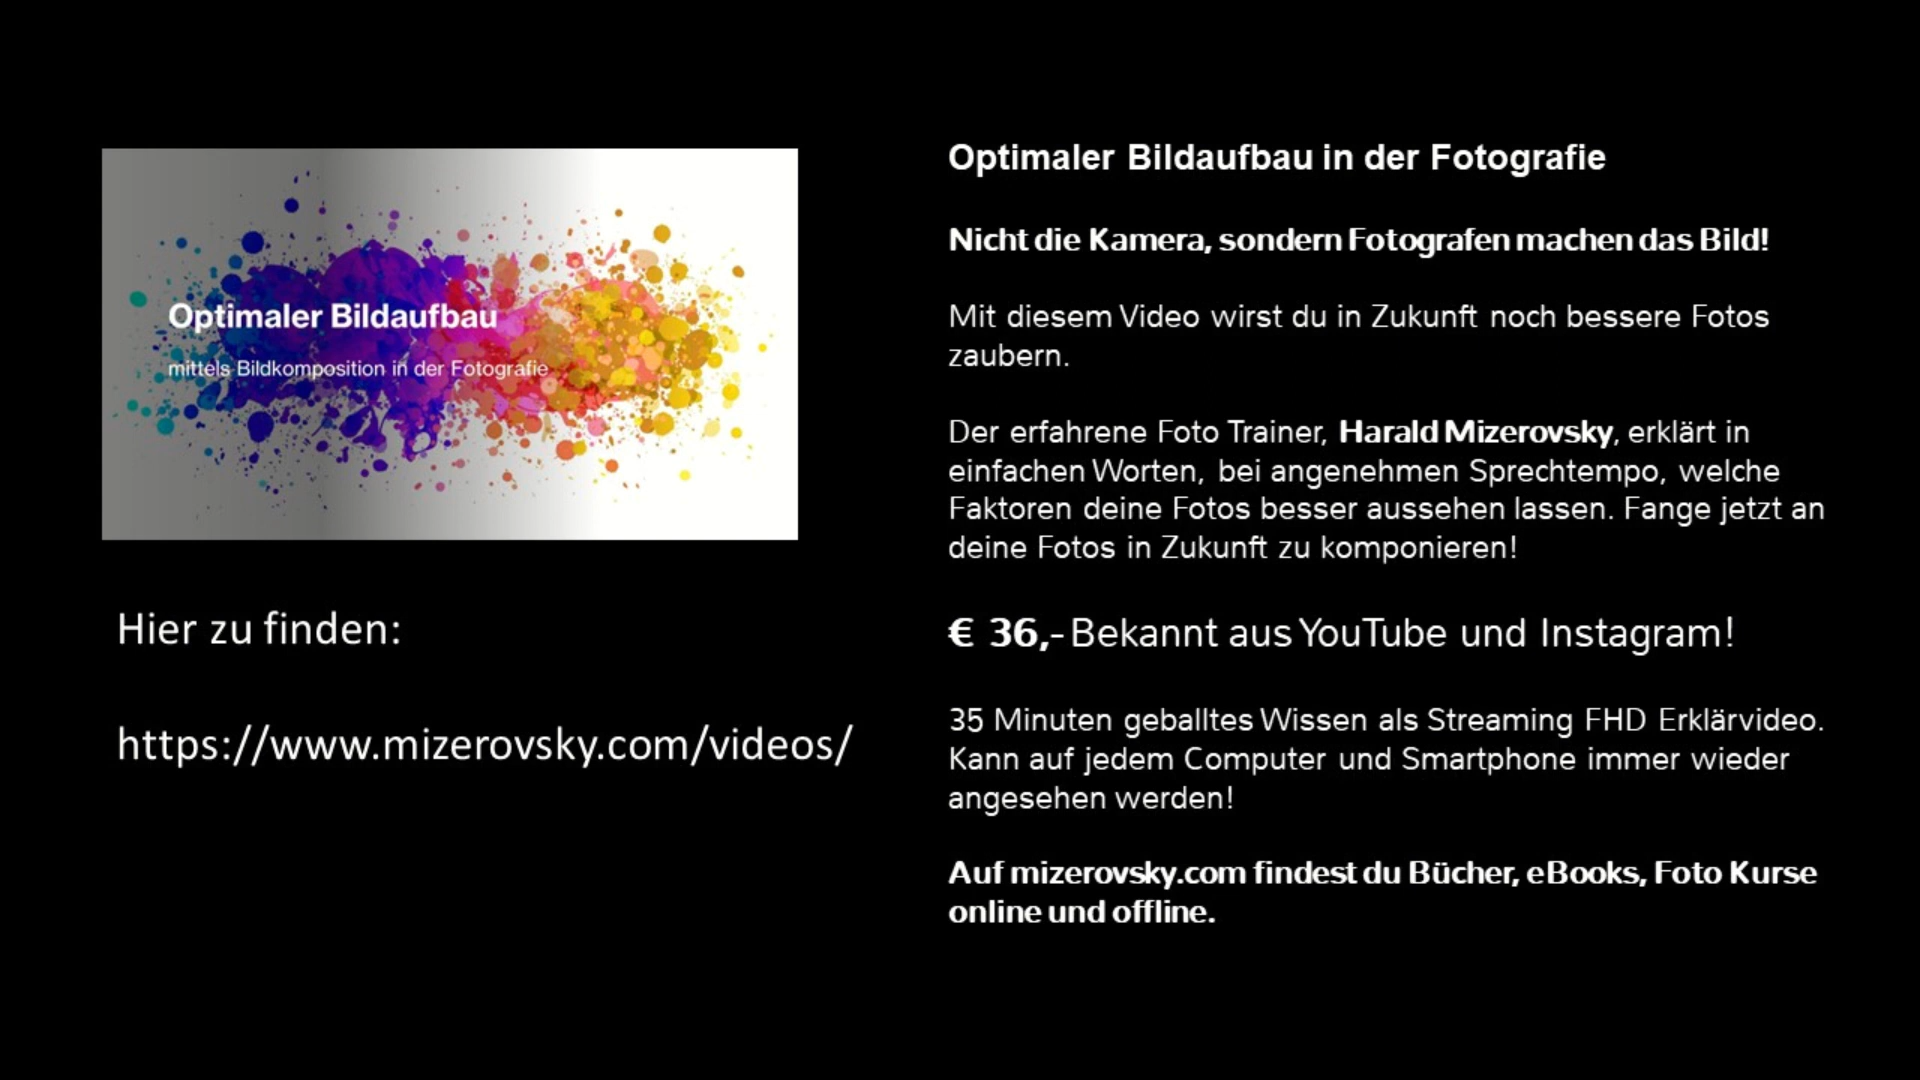 Optimaler Bildaufbau
mittels Bildkomposition in der Fotografie
Hier zu finden:
https://www.mizerovsky.com/videos/
Optimaler Bildaufbau in der Fotografie
Nicht die Kamera, sondern Fotografen machen das Bild!
Mit diesem Video wirst du in Zukunft noch bessere Fotos
zaubern.
Der erfahrene Foto Trainer, Harald Mizerovsky, erklärt in
einfachen Worten, bei angenehmen Sprechtempo, welche
Faktoren deine Fotos besser aussehen lassen. Fange jetzt an
deine Fotos in Zukunft zu komponieren!
€ 36,- Bekannt aus YouTube und Instagram!
35 Minuten geballtes Wissen als Streaming FHD Erklärvideo.
Kann auf jedem Computer und Smartphone immer wieder
angesehen werden!
Auf mizerovsky.com findest du Bücher, eBooks, Foto Kurse
online und offline.